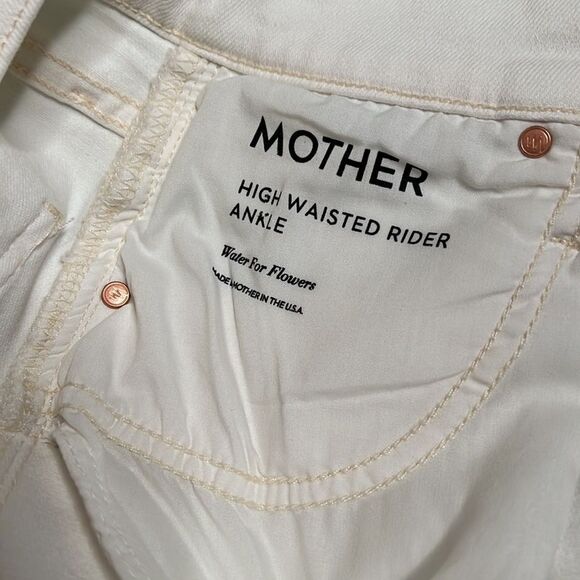 MOTHER
HIGH WAISTED RIDER
ANKLE
Water For Flowers
MADE MOTHER IN THE U.S.A.